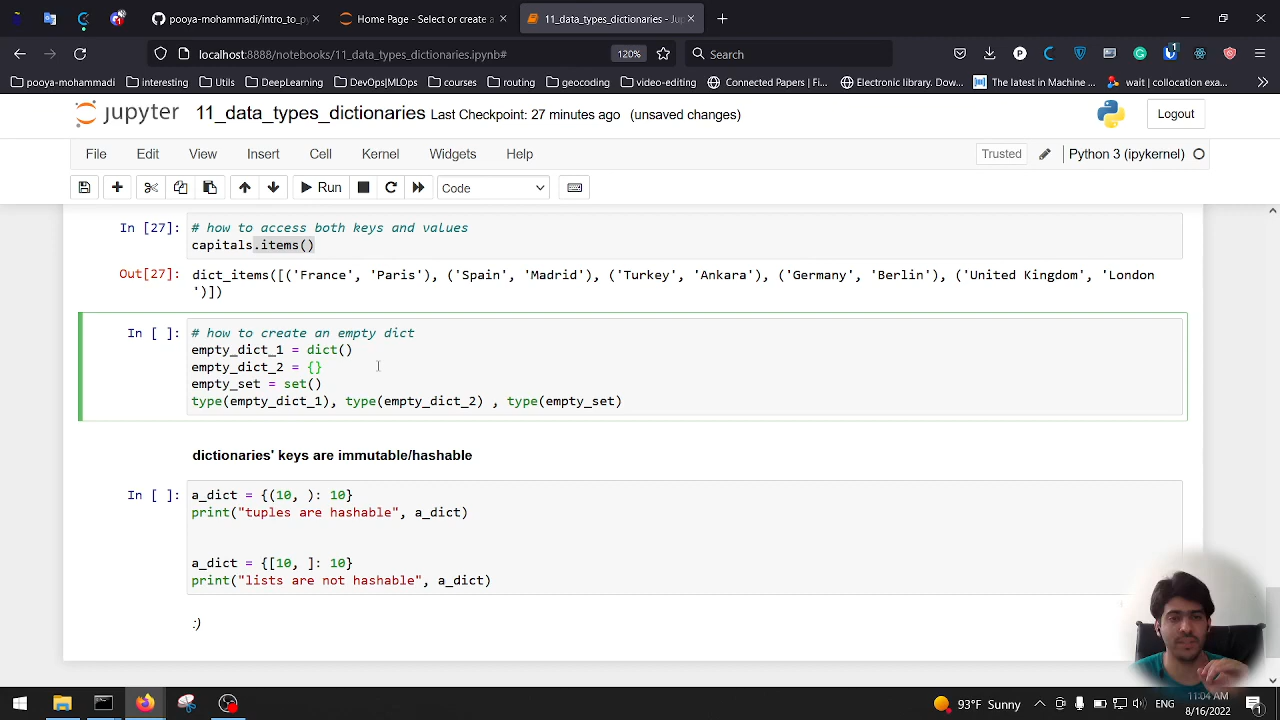 pooya-mohammadi/intro_to_py
Home Page - Select or create a
11_data_types_dictionaries - Ju
localhost:8888/notebooks/11_data_types_dictionaries.ipynb#
120%
Search
pooya-mohammadi
interesting
Utils
DeepLearning
DevOps|MLOps
courses
routing
geocoding
video-editing
Connected Papers | Fi...
Electronic library. Dow...
The latest in Machine ...
wait | collocation exa...
jupyter
11_data_types_dictionaries Last Checkpoint: 27 minutes ago (unsaved changes)
Logout
File Edit View Insert Cell Kernel Widgets Help
Trusted
Python 3 (ipykernel)
Run
Code
In [27]: # how to access both keys and values
capitals.items()
Out[27]: dict_items([('France', 'Paris'), ('Spain', 'Madrid'), ('Turkey', 'Ankara'), ('Germany', 'Berlin'), ('United Kingdom', 'London
')])
In [ ]: # how to create an empty dict
empty_dict_1 = dict()
empty_dict_2 = {}
empty_set = set()
type(empty_dict_1), type(empty_dict_2) , type(empty_set)
dictionaries' keys are immutable/hashable
In [ ]: a_dict = {(10, ): 10}
print("tuples are hashable", a_dict)
a_dict = {[10, ]: 10}
print("lists are not hashable", a_dict)
:)
93°F Sunny
ENG
11:04 AM
8/16/2022
1